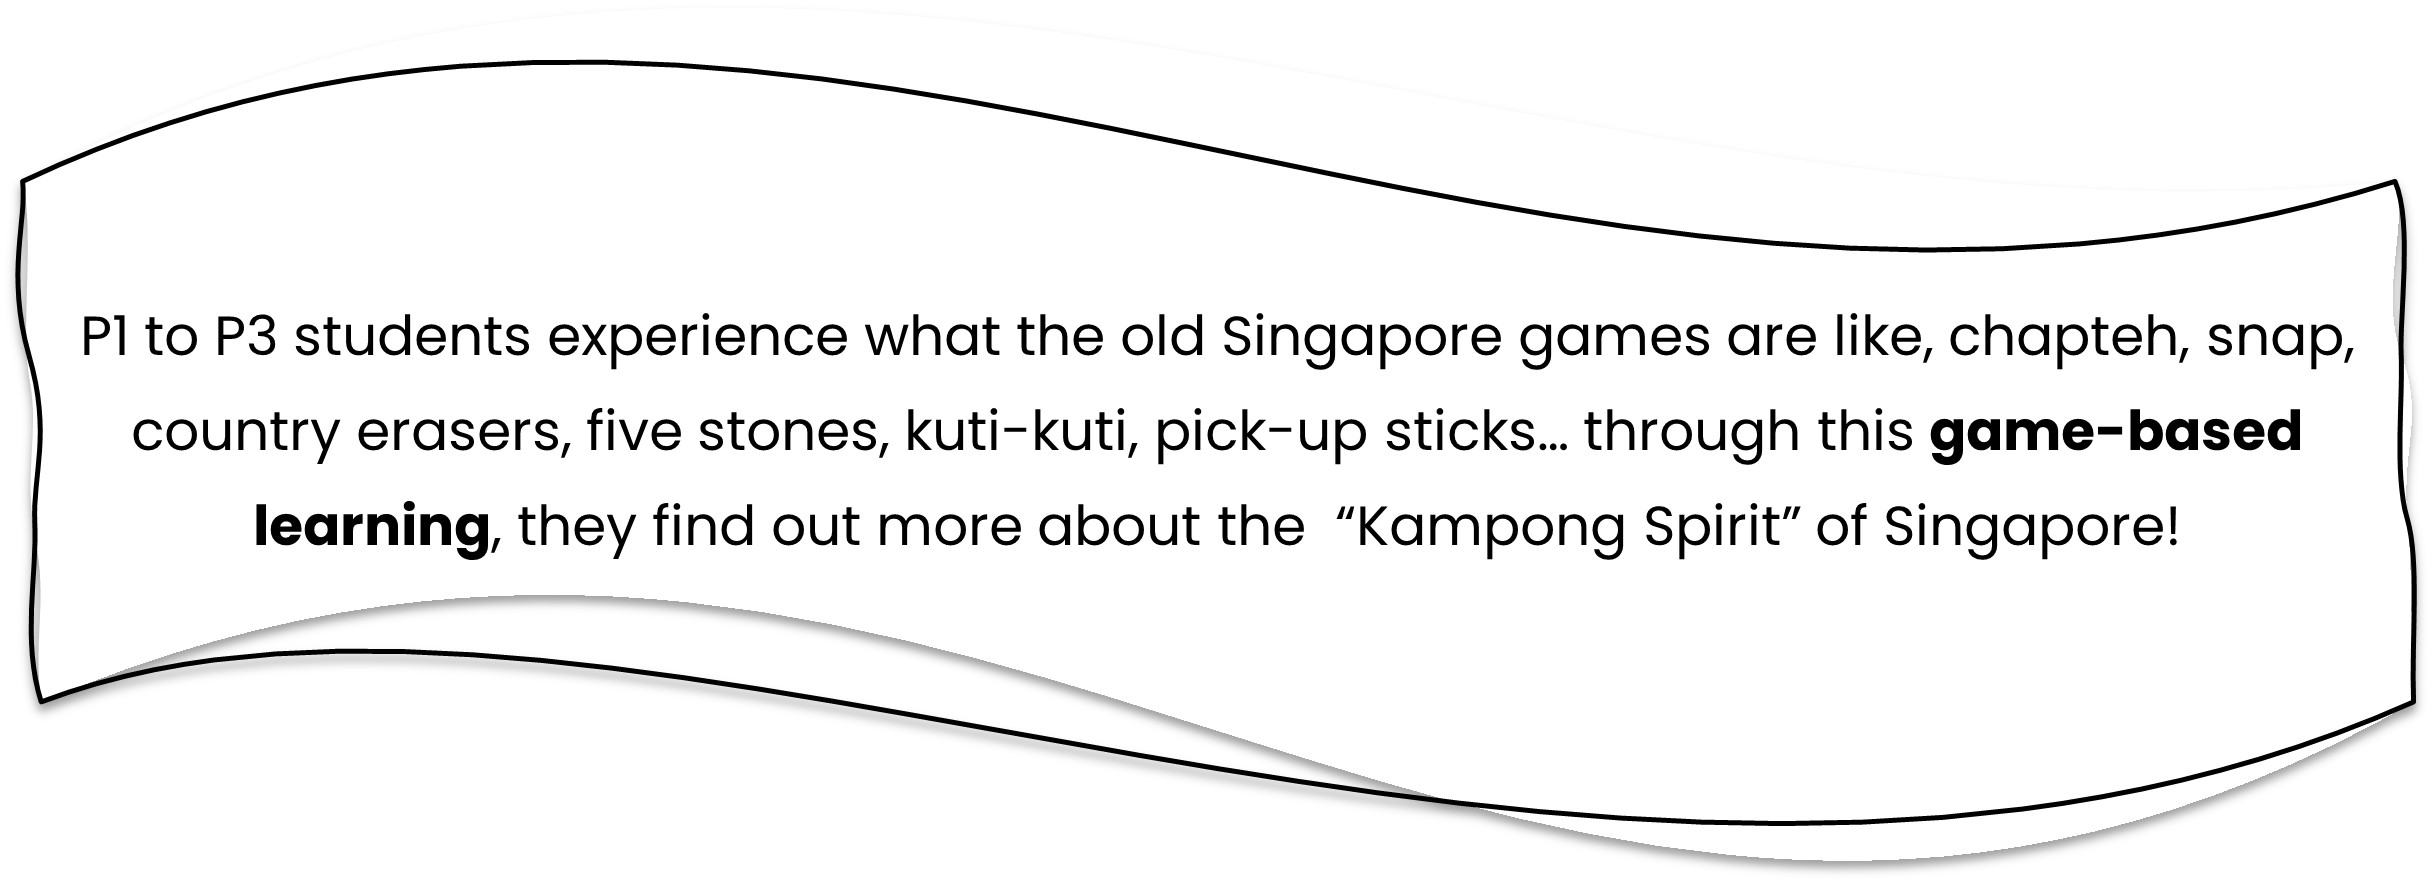 P1 to P3 students experience what the old Singapore games are like, chapteh, snap,
country erasers, five stones, kuti-kuti, pick-up sticks... through this game-based
learning, they find out more about the  “Kampong Spirit” of Singapore!